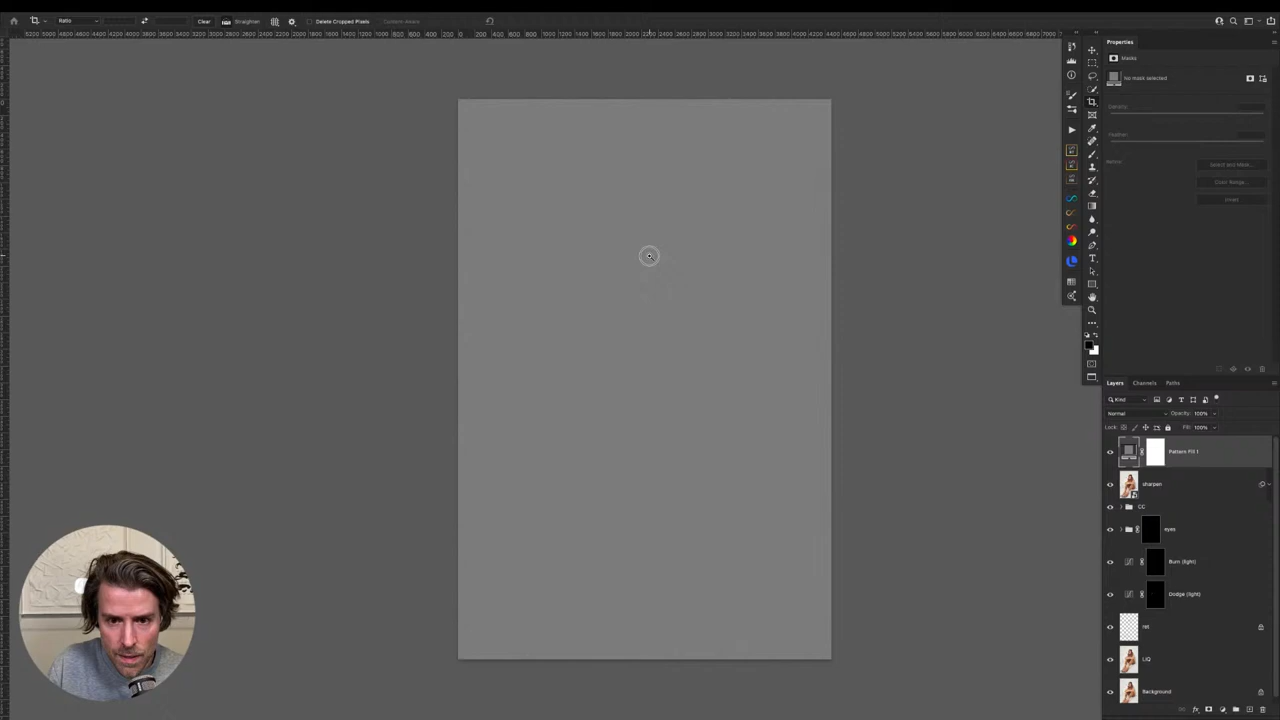 Ratio
Clear
Straighten
Delete Cropped Pixels
Content-Aware
Properties
Masks
No mask selected
Density:
Feather:
Refine:
Select and Mask...
Color Range...
Invert
Layers
Channels
Paths
Kind
Normal
Opacity: 100%
Lock:
Fill: 100%
Pattern Fill 1
sharpen
CC
eyes
Burn (light)
Dodge (light)
ret
LIQ
Background